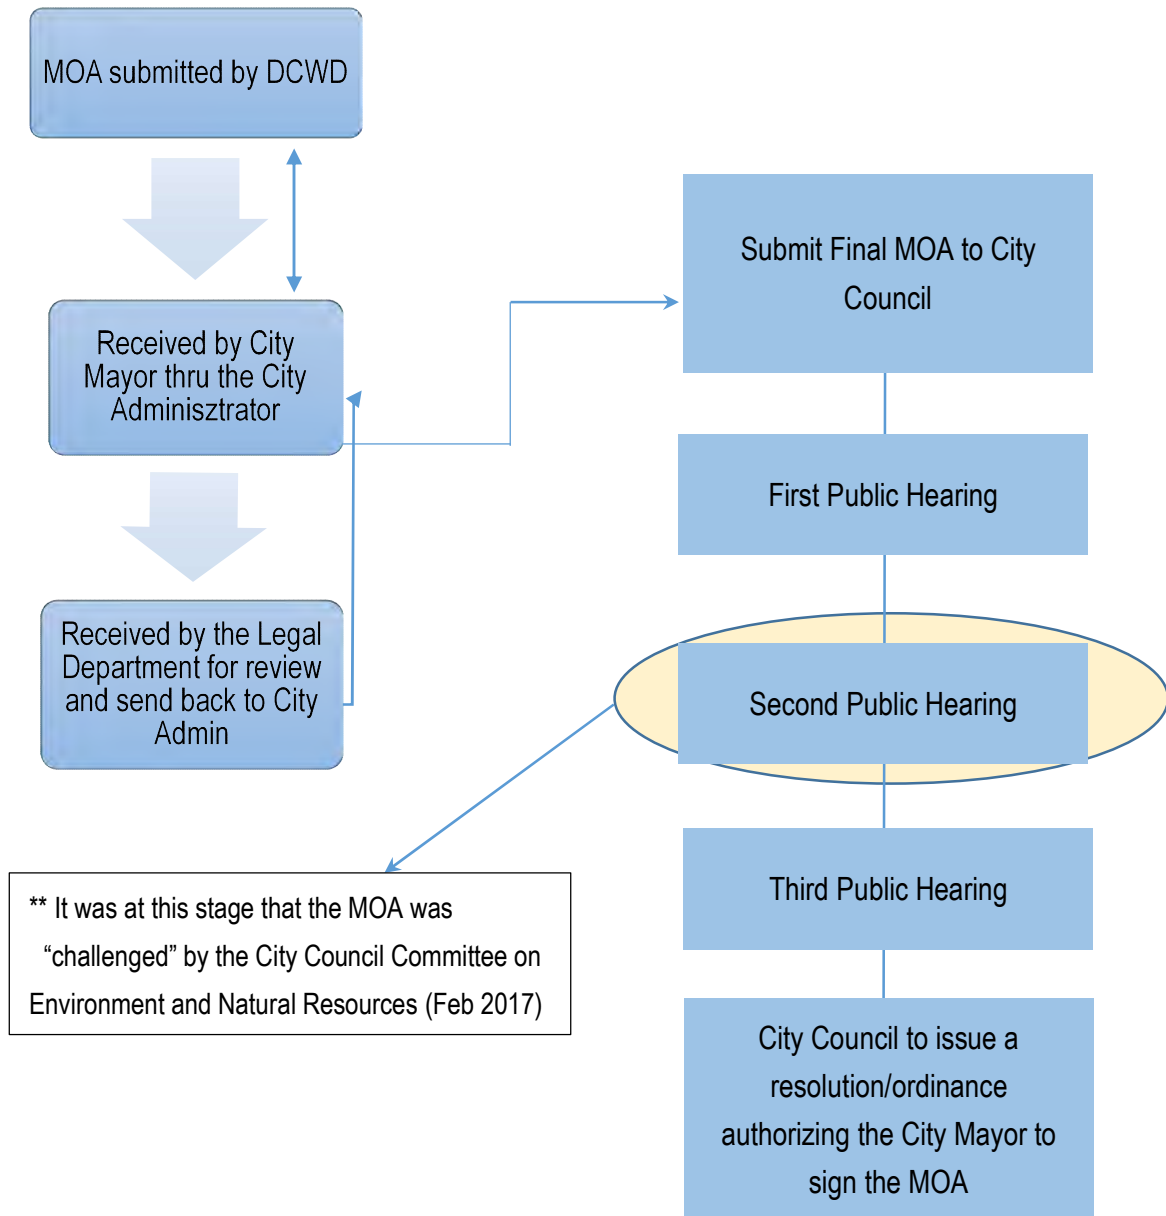 MOA submitted by DCWD
Received by City
Mayor thru the City
Adminisztrator
Received by the Legal
Department for review
and send back to City
Admin
Submit Final MOA to City
Council
First Public Hearing
Second Public Hearing
Third Public Hearing
City Council to issue a
resolution/ordinance
authorizing the City Mayor to
sign the MOA
** It was at this stage that the MOA was
“challenged” by the City Council Committee on
Environment and Natural Resources (Feb 2017)